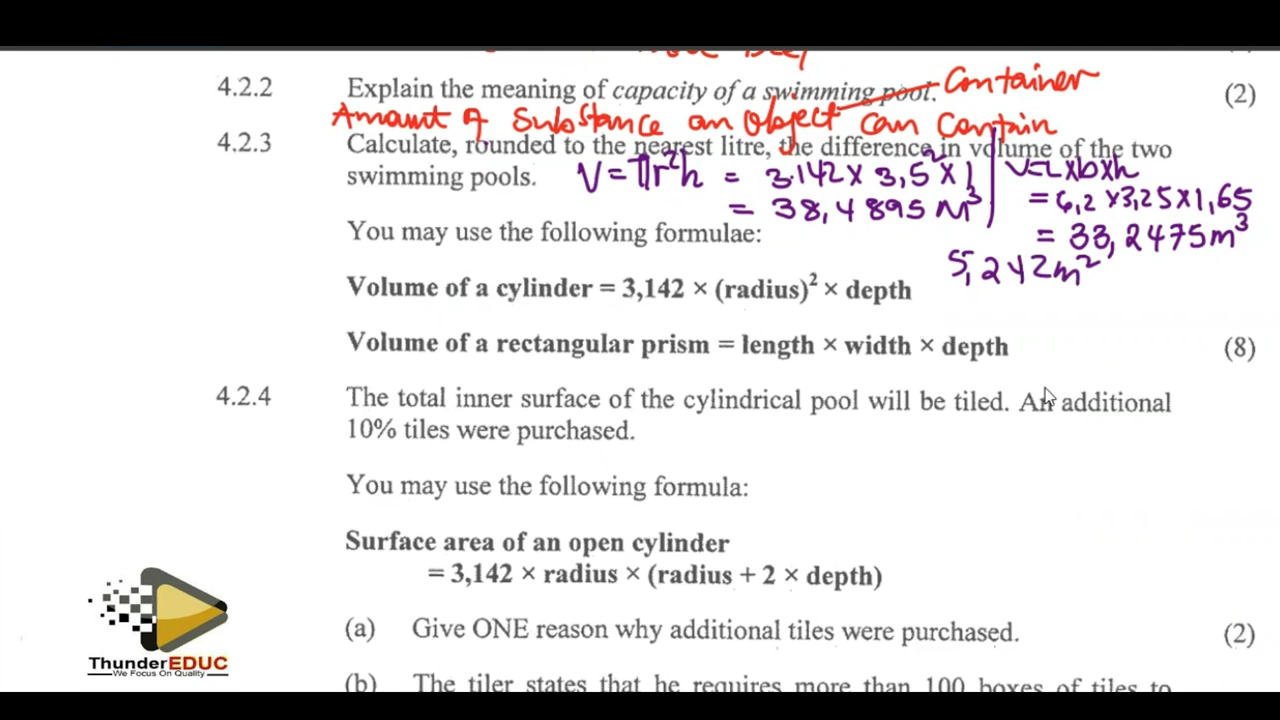 4.2.2 Explain the meaning of capacity of a swimming pool. Container (2)
Amount of Substance an Object can Contain
4.2.3 Calculate, rounded to the nearest litre, the difference in volume of the two
swimming pools. V=πr²h = 3.142 × 3,5² × 1 V=L×b×h
= 38,4895 m³ = 6,2 × 3,25 × 1,65
You may use the following formulae: = 33,2475m³
5,242m²
Volume of a cylinder = 3,142 × (radius)² × depth
Volume of a rectangular prism = length × width × depth (8)
4.2.4 The total inner surface of the cylindrical pool will be tiled. An additional
10% tiles were purchased.
You may use the following formula:
Surface area of an open cylinder
= 3,142 × radius × (radius + 2 × depth)
(a) Give ONE reason why additional tiles were purchased. (2)
(b) The tiler states that he requires more than 100 boxes of tiles to
ThunderEDUC
We Focus On Quality